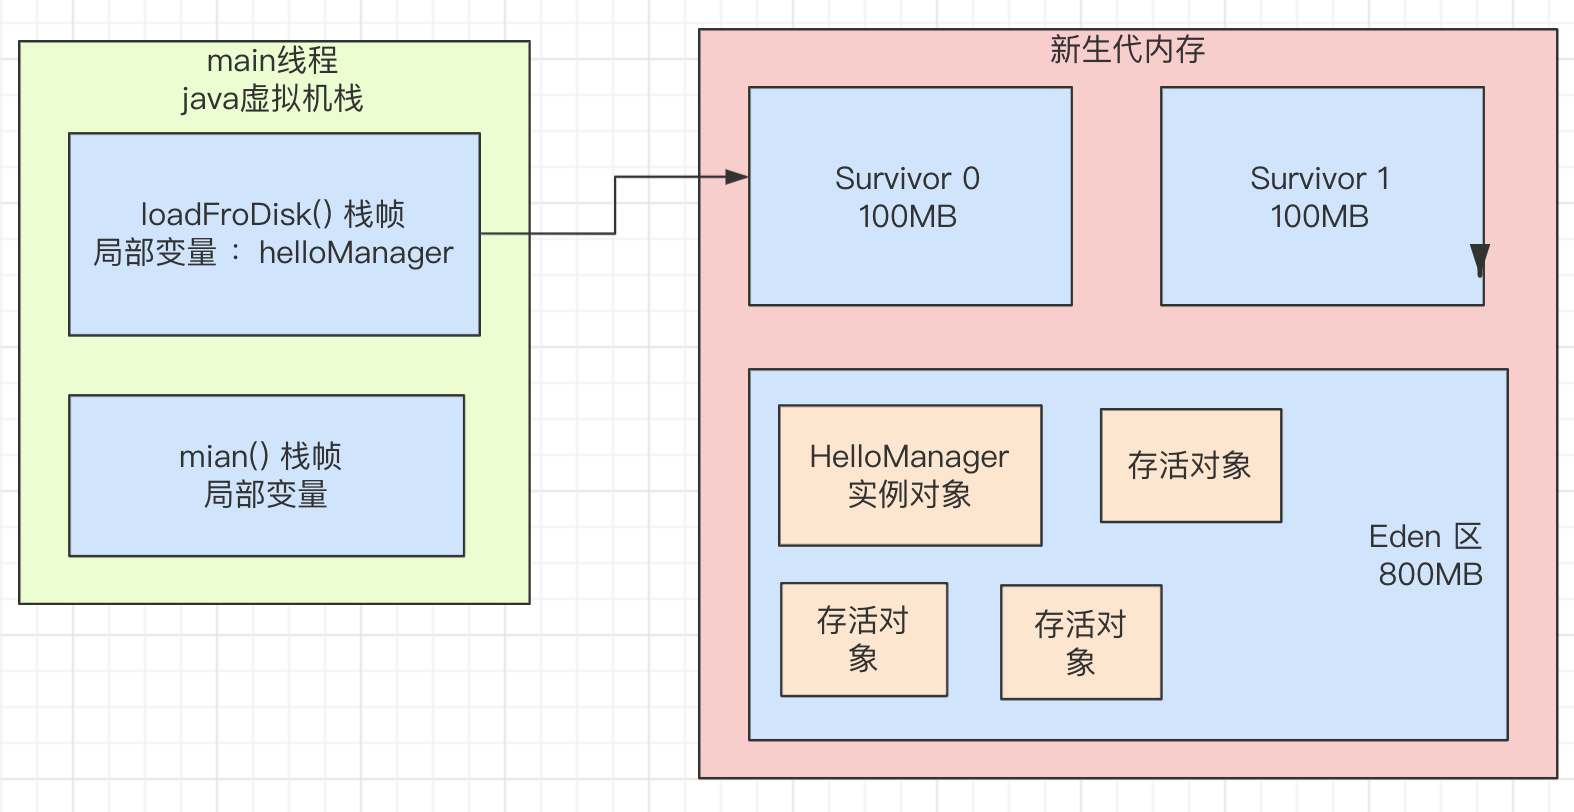 main线程
java虚拟机栈
loadFroDisk() 栈帧
局部变量 ： helloManager
mian() 栈帧
局部变量
新生代内存
Survivor 0
100MB
Survivor 1
100MB
HelloManager
实例对象
存活对象
Eden 区
800MB
存活对
象
存活对
象